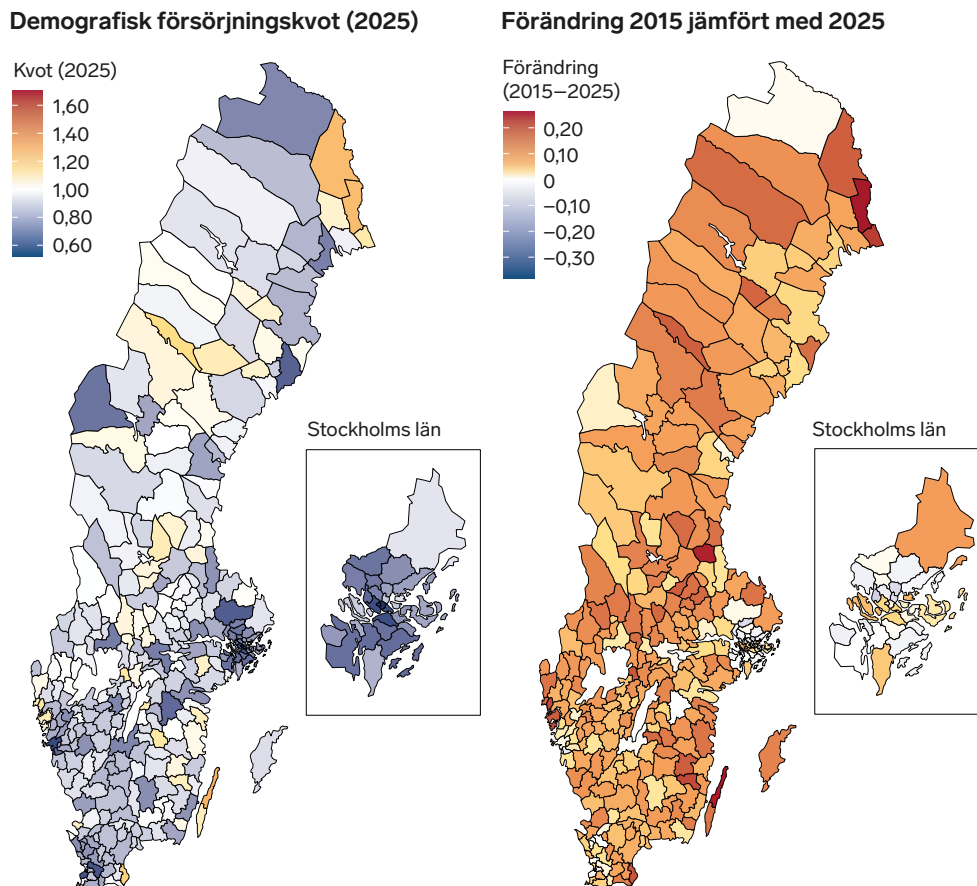 Demografisk försörjningskvot (2025)
Kvot (2025)
1,60
1,40
1,20
1,00
0,80
0,60
Stockholms län
Förändring 2015 jämfört med 2025
Förändring
(2015–2025)
0,20
0,10
0
−0,10
−0,20
−0,30
Stockholms län